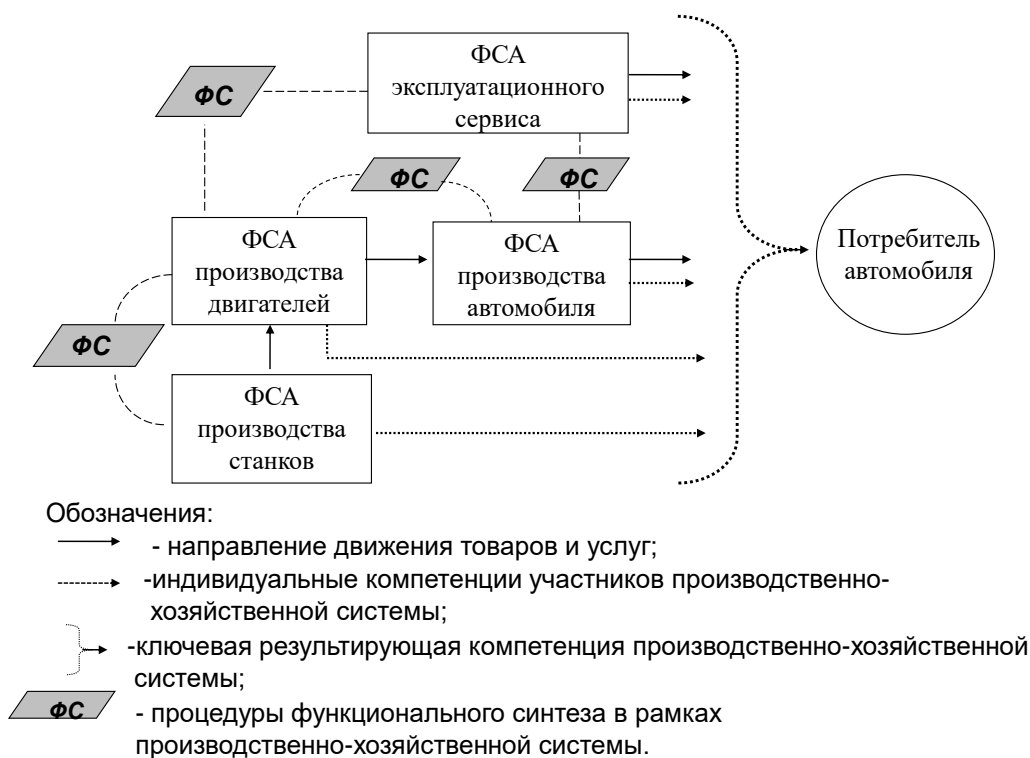 ФСА
эксплуатационного
сервиса
ФС
ФС
ФС
ФСА
производства
двигателей
ФСА
производства
автомобиля
Потребитель
автомобиля
ФС
ФСА
производства
станков
Обозначения:
- направление движения товаров и услуг;
-индивидуальные компетенции участников производственно-
хозяйственной системы;
-ключевая результирующая компетенция производственно-хозяйственной
системы;
ФС
- процедуры функционального синтеза в рамках
производственно-хозяйственной системы.